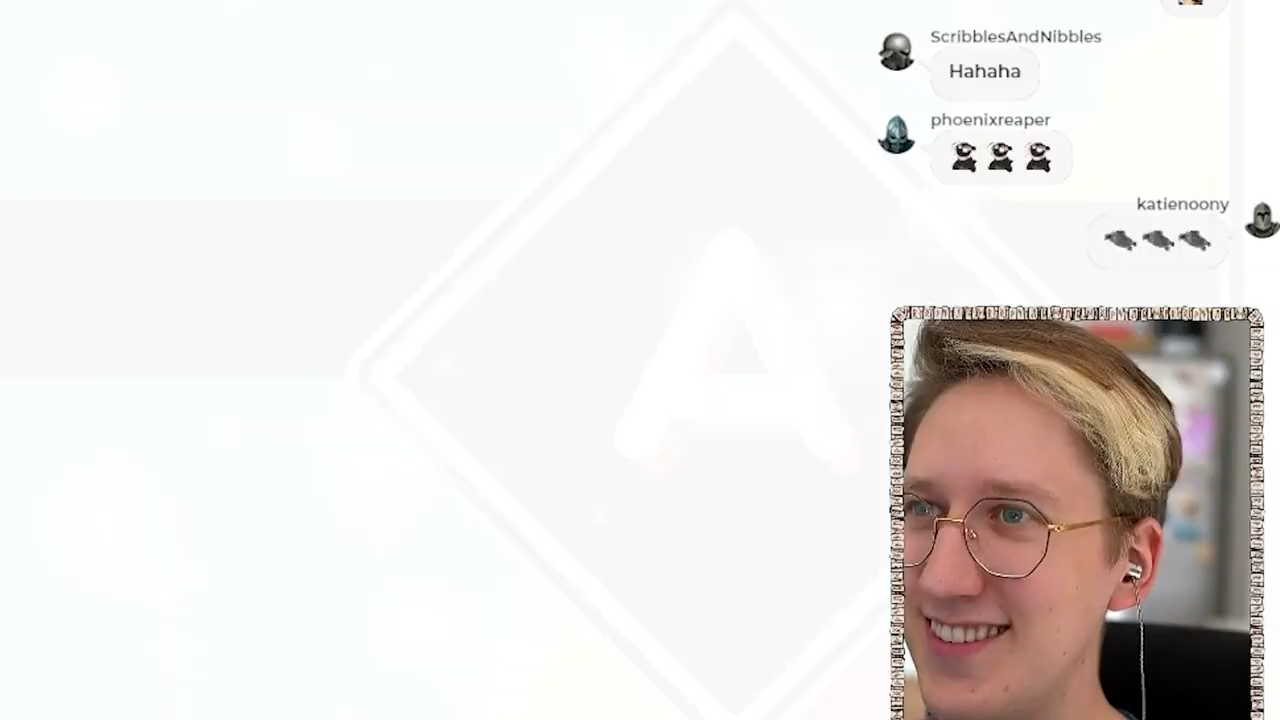 ScribblesAndNibbles
Hahaha
phoenixreaper
katienoony
A